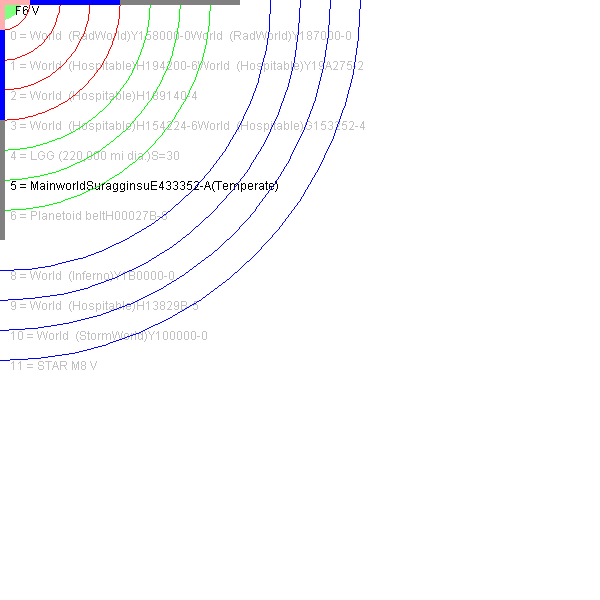 F6 V
0 = World (RadWorld)Y158000-0World (RadWorld)Y187000-0
1 = World (Hospitable)H194200-6World (Hospitable)Y19A275-2
2 = World (Hospitable)H189140-4
3 = World (Hospitable)H154224-6World (Hospitable)G153252-4
4 = LGG (220,000 mi dia.)S=30
5 = MainworldSuragginsuE433352-A(Temperate)
6 = Planetoid beltH00027B-6
8 = World (Inferno)Y1B0000-0
9 = World (Hospitable)H13829B-5
10 = World (StormWorld)Y100000-0
11 = STAR M8 V